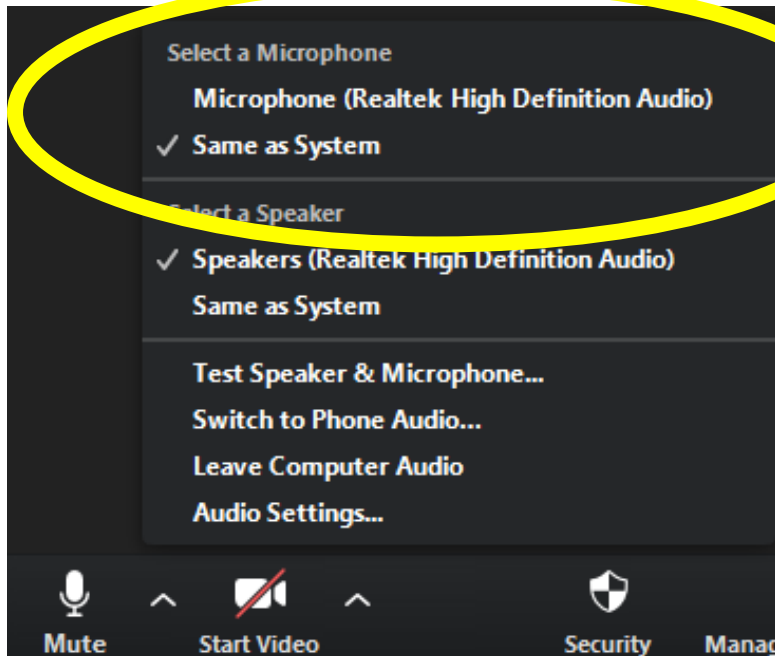 Select a Microphone
Microphone (Realtek High Definition Audio)
Same as System
Select a Speaker
Speakers (Realtek High Definition Audio)
Same as System
Test Speaker & Microphone...
Switch to Phone Audio...
Leave Computer Audio
Audio Settings...
Mute Start Video Security Manag